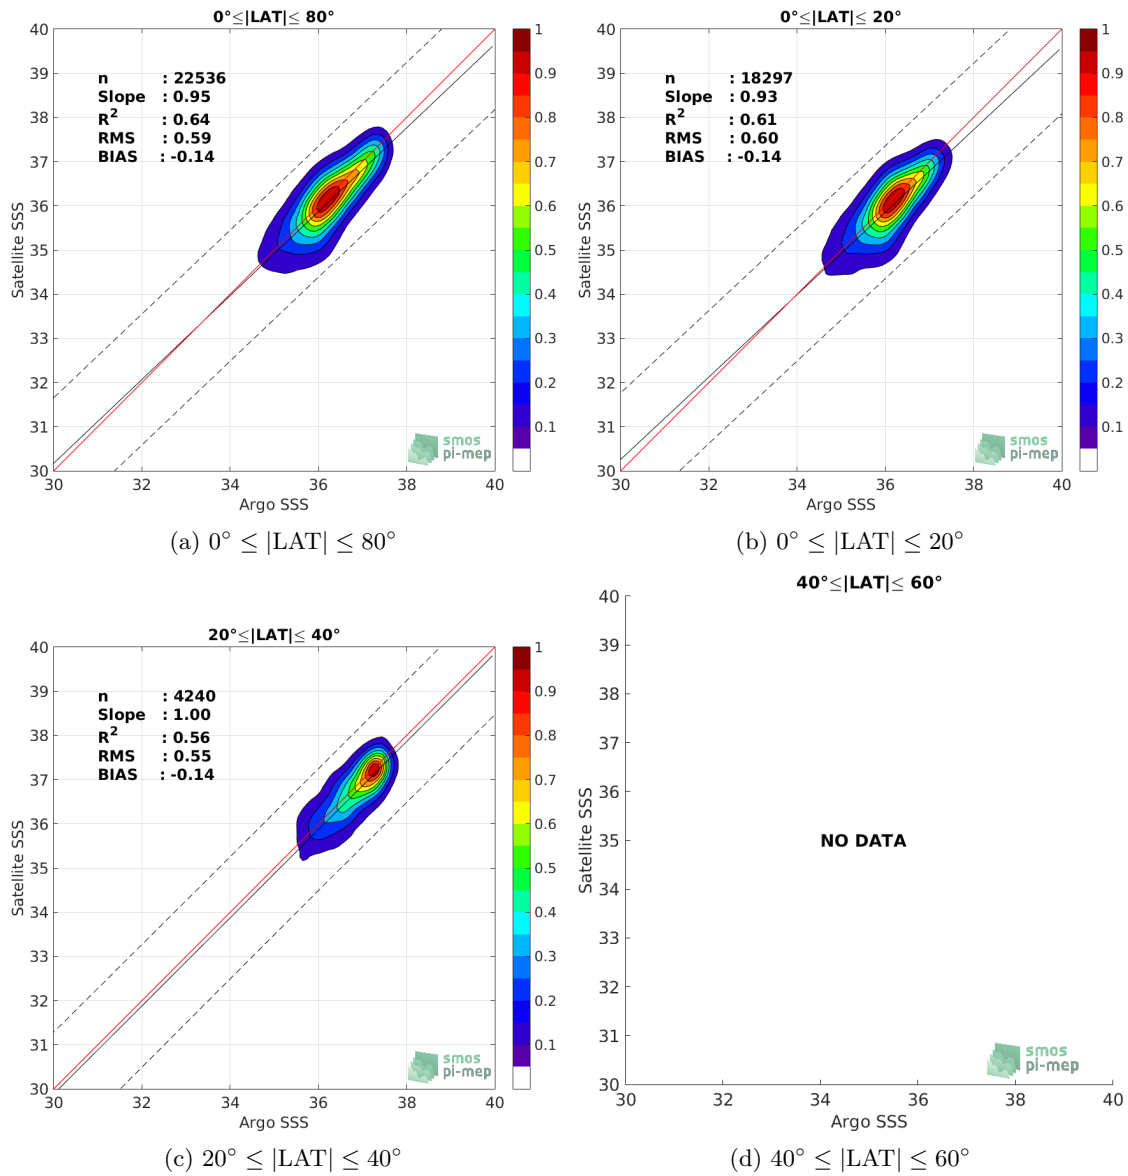 0°≤|LAT|≤ 80°
40
39
38
37
36
35
34
33
32
31
30
Satellite SSS
n : 22536
Slope : 0.95
R2 : 0.64
RMS : 0.59
BIAS : -0.14
smos
pi-mep
30 32 34 36 38 40
Argo SSS
1
0.9
0.8
0.7
0.6
0.5
0.4
0.3
0.2
0.1
(a) 0° ≤ |LAT| ≤ 80°
0°≤|LAT|≤ 20°
40
39
38
37
36
35
34
33
32
31
30
Satellite SSS
n : 18297
Slope : 0.93
R2 : 0.61
RMS : 0.60
BIAS : -0.14
smos
pi-mep
30 32 34 36 38 40
Argo SSS
1
0.9
0.8
0.7
0.6
0.5
0.4
0.3
0.2
0.1
(b) 0° ≤ |LAT| ≤ 20°
20°≤|LAT|≤ 40°
40
39
38
37
36
35
34
33
32
31
30
Satellite SSS
n : 4240
Slope : 1.00
R2 : 0.56
RMS : 0.55
BIAS : -0.14
smos
pi-mep
30 32 34 36 38 40
Argo SSS
1
0.9
0.8
0.7
0.6
0.5
0.4
0.3
0.2
0.1
(c) 20° ≤ |LAT| ≤ 40°
40°≤|LAT|≤ 60°
40
39
38
37
36
35
34
33
32
31
30
Satellite SSS
NO DATA
smos
pi-mep
30 32 34 36 38 40
Argo SSS
(d) 40° ≤ |LAT| ≤ 60°